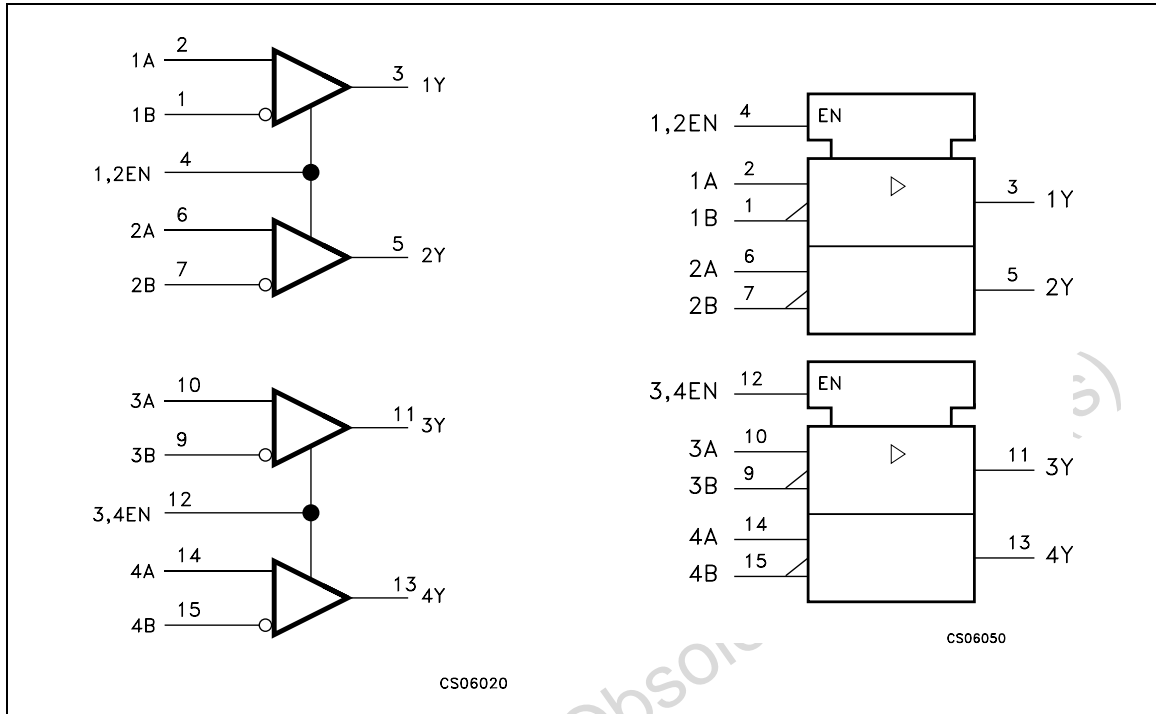 1A 2
3 1Y
1B 1
1,2EN 4
2A 6
5 2Y
2B 7
3A 10
11 3Y
3B 9
3,4EN 12
4A 14
13 4Y
4B 15
CS06020
1,2EN 4 EN
1A 2
3 1Y
1B 1
2A 6
5 2Y
2B 7
3,4EN 12 EN
3A 10
11 3Y
3B 9
4A 14
13 4Y
4B 15
CS06050